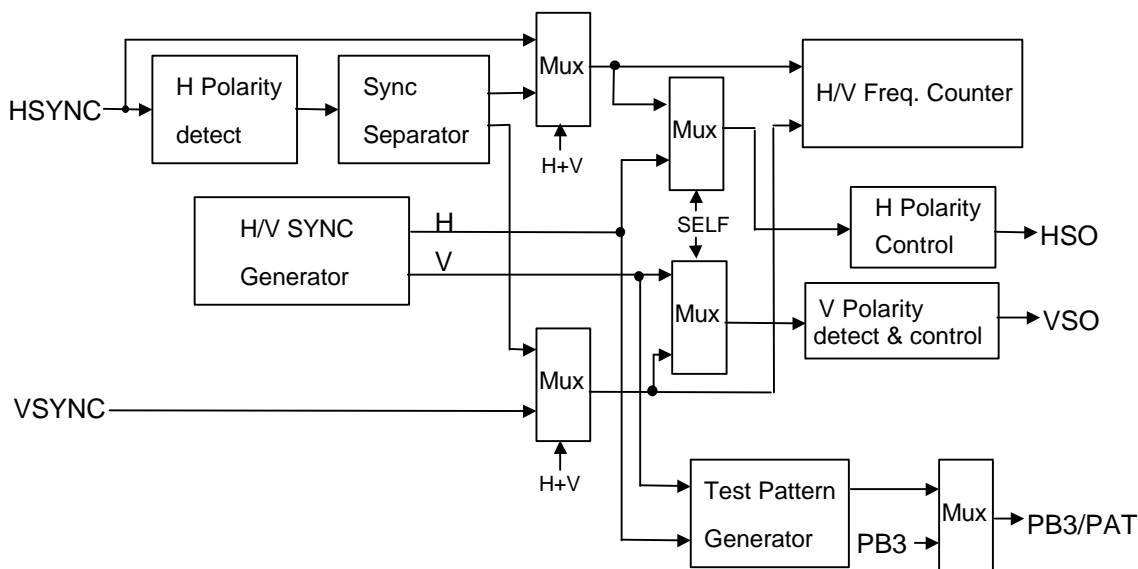 HSYNC
H Polarity
detect
Sync
Separator
Mux
H+V
H/V Freq. Counter
Mux
SELF
H/V SYNC
Generator
H
V
H Polarity
Control
HSO
Mux
V Polarity
detect & control
VSO
VSYNC
Mux
H+V
Test Pattern
Generator
PB3
Mux
PB3/PAT